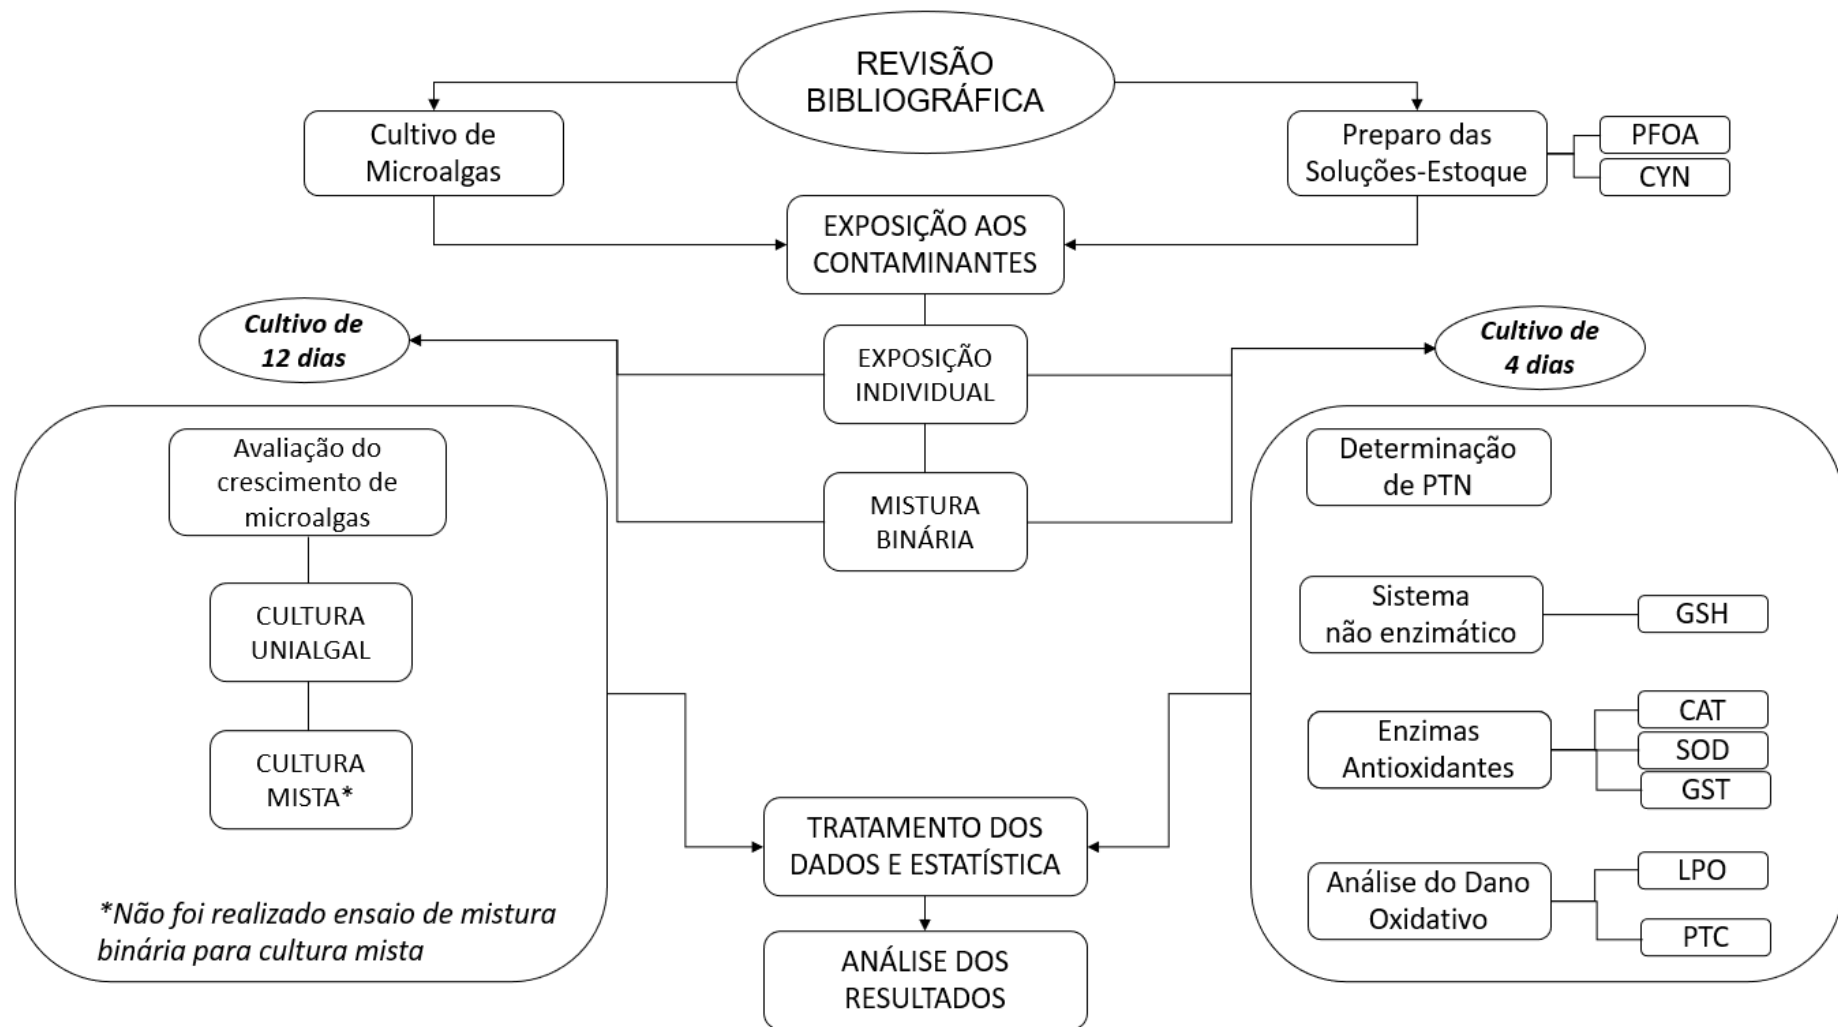 REVISÃO
BIBLIOGRÁFICA
Cultivo de
Microalgas
Preparo das
Soluções-Estoque
PFOA
CYN
EXPOSIÇÃO AOS
CONTAMINANTES
Cultivo de
12 dias
EXPOSIÇÃO
INDIVIDUAL
Cultivo de
4 dias
MISTURA
BINÁRIA
Avaliação do
crescimento de
microalgas
CULTURA
UNIALGAL
CULTURA
MISTA*
*Não foi realizado ensaio de mistura
binária para cultura mista
Determinação
de PTN
Sistema
não enzimático
GSH
Enzimas
Antioxidantes
CAT
SOD
GST
Análise do Dano
Oxidativo
LPO
PTC
TRATAMENTO DOS
DADOS E ESTATÍSTICA
ANÁLISE DOS
RESULTADOS